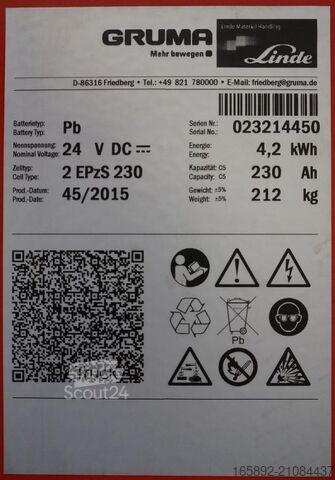 GRUMA
Mehr bewegen
Linde Material Handling
Linde
D-86316 Friedberg • Tel.: +49 821 780000 • E-Mail: friedberg@gruma.de
Batterietyp: Battery Type: Pb
Serien Nr.: Serial No.: 023214450
Nennspannung: Nominal Voltage: 24 V DC
Energie: Energy: 4,2 kWh
Zelltyp: Cell Type: 2 EPzS 230
Kapazität: C5 Capacity: C5 230 Ah
Prod.-Datum: Prod.-Date: 45/2015
Gewicht: ±5% Weight: ±5% 212 kg
Pb
Truck
Scout24
165892-21084437